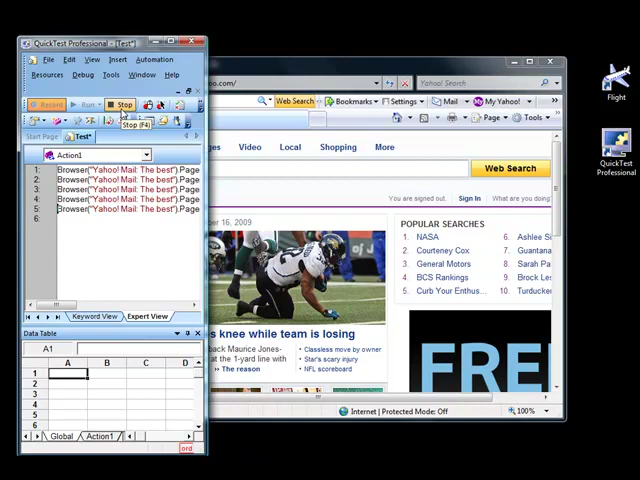 QuickTest Professional - [Test*]
File Edit View Insert Automation
Resources Debug Tools Window Help
Record Run Stop
Stop (F4)
Start Page Test*
Action1
1: Browser("Yahoo! Mail: The best").Page
2: Browser("Yahoo! Mail: The best").Page
3: Browser("Yahoo! Mail: The best").Page
4: Browser("Yahoo! Mail: The best").Page
5: Browser("Yahoo! Mail: The best").Page
6:
Keyword View Expert View
Data Table
A1
A B C D
1
2
3
4
5
6
Global Action1
ord
oo.com/
Yahoo! Search
Web Search Bookmarks Settings Mail My Yahoo!
Page Tools
ges Video Local Shopping More
Web Search
You are signed out. Sign In What are you doing
16, 2009
s knee while team is losing
back Maurice Jones-
at the 1-yard line with
›› The reason
• Classless move by owner
• Star's scary injury
• NFL scoreboard
POPULAR SEARCHES
1. NASA
2. Courteney Cox
3. General Motors
4. BCS Rankings
5. Curb Your Enthus...
6. Ashlee Si
7. Guantana
8. Sarah Pa
9. Brock Les
10. Turducke
FREE
Internet | Protected Mode: Off
100%
Flight
QuickTest
Professional